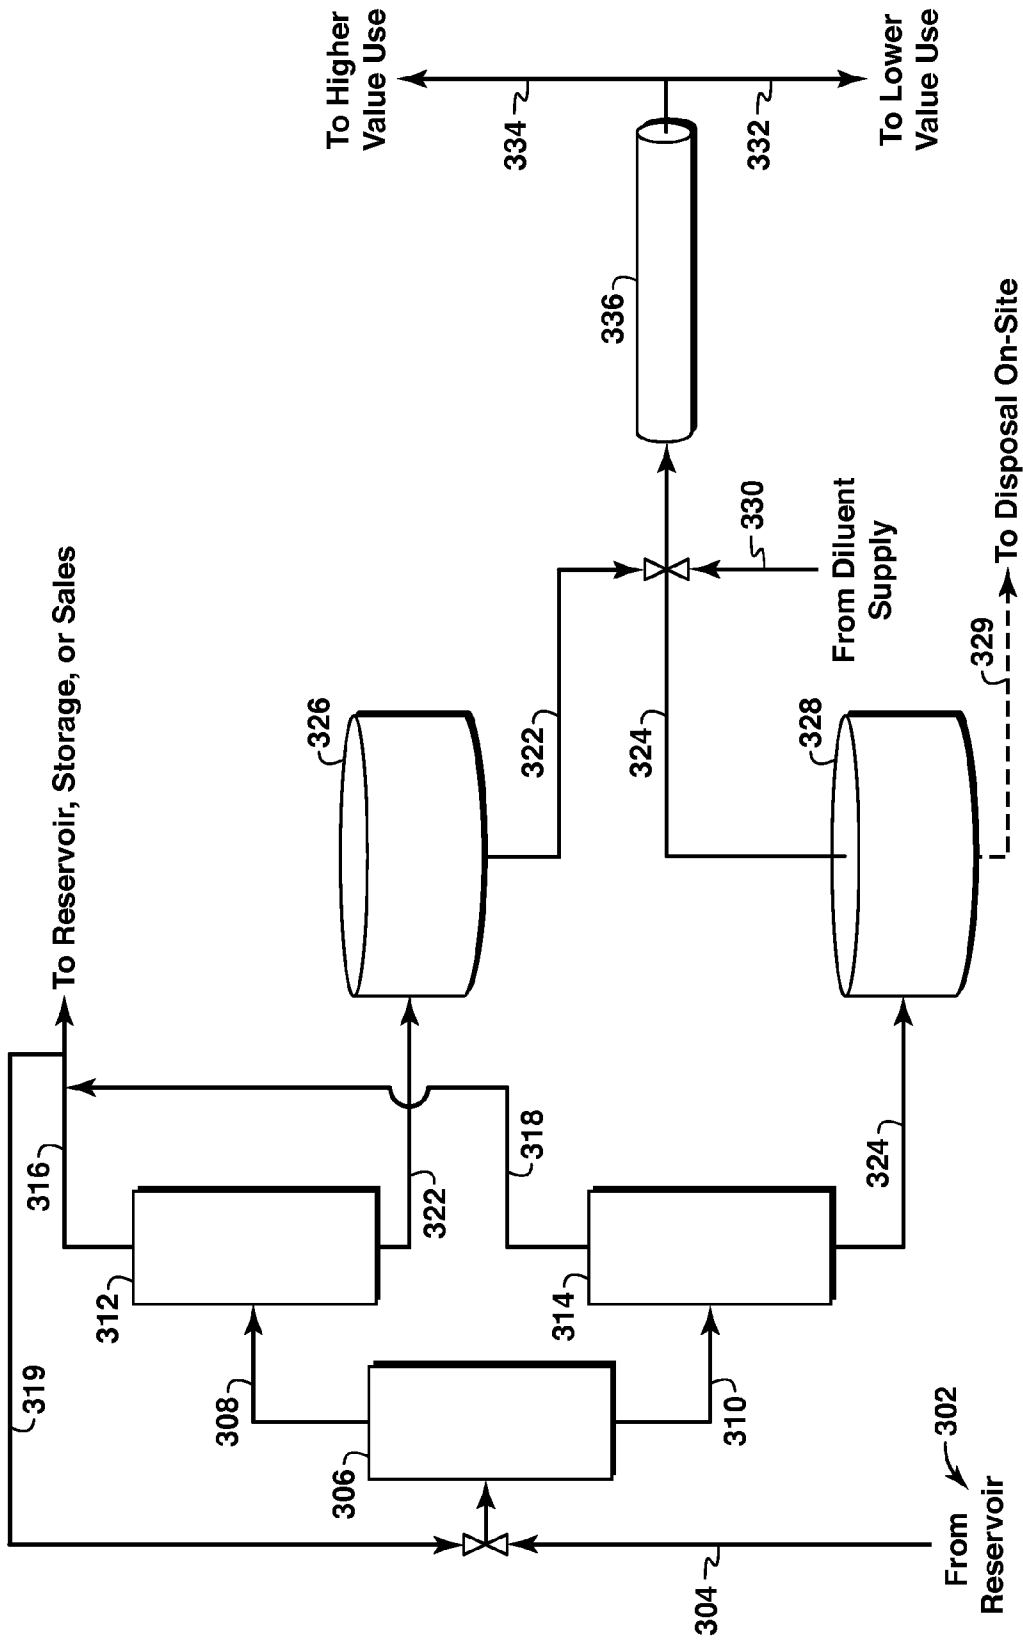 To Higher
Value Use
334
332
To Lower
Value Use
336
To Disposal On-Site
To Reservoir, Storage, or Sales
330
From Diluent
Supply
329
326
322
324
328
316
318
322
324
312
314
319
308
310
306
302
From
Reservoir
304